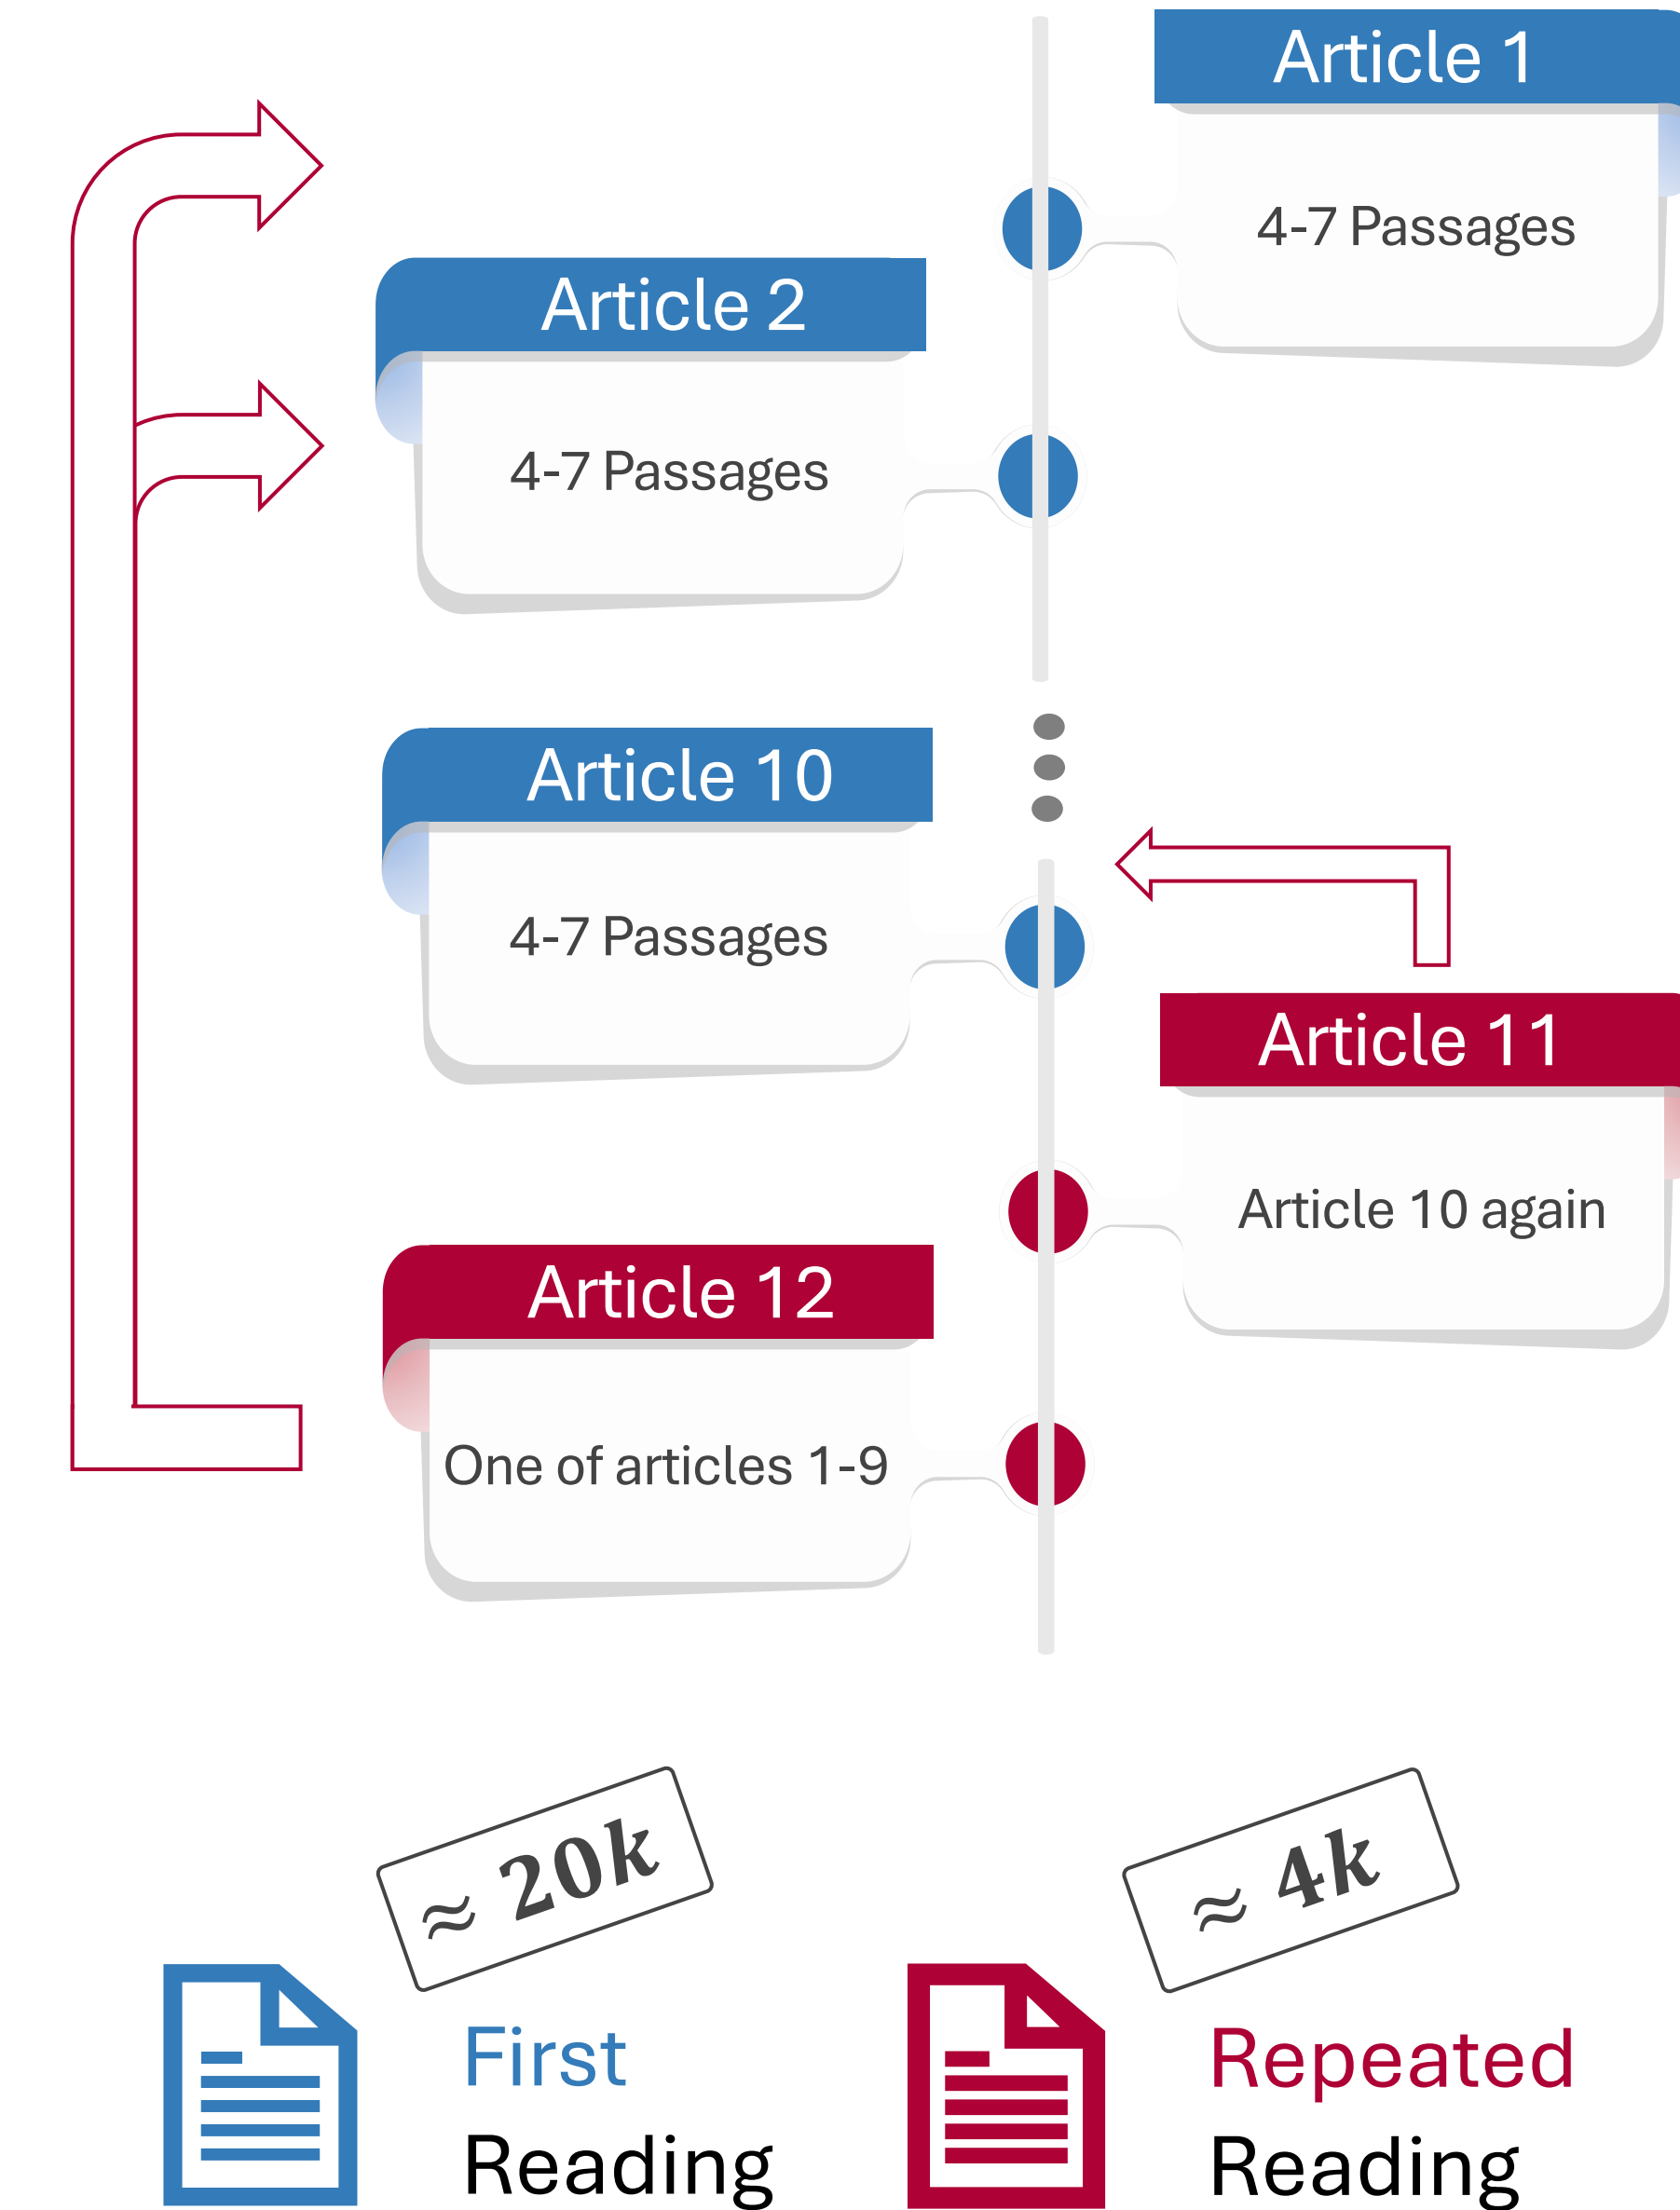 Article 1
4-7 Passages
Article 2
4-7 Passages
Article 10
4-7 Passages
Article 11
Article 10 again
Article 12
One of articles 1-9
≈ 20k
First
Reading
≈ 4k
Repeated
Reading